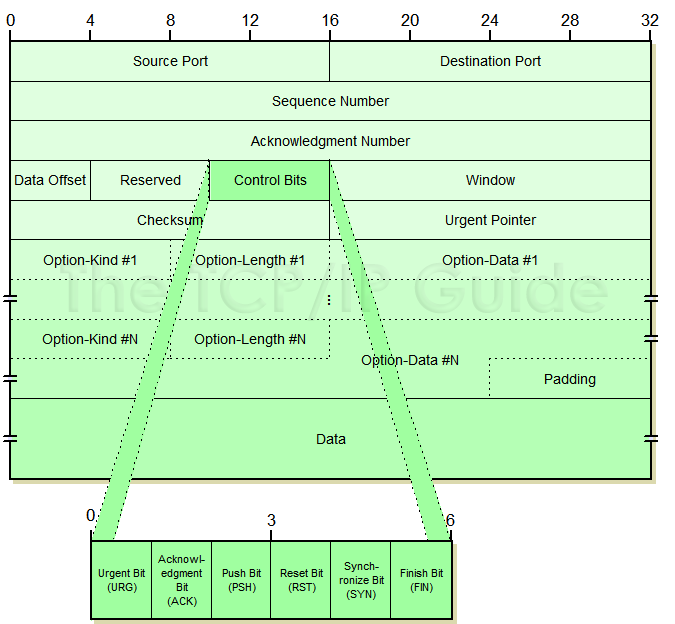 0 4 8 12 16 20 24 28 32
Source Port Destination Port
Sequence Number
Acknowledgment Number
Data Offset Reserved Control Bits Window
Checksum Urgent Pointer
Option-Kind #1 Option-Length #1 Option-Data #1
The TCP/IP Guide
...
Option-Kind #N Option-Length #N
Option-Data #N
Padding
Data
0 3 6
Urgent Bit
(URG)
Acknowl-
edgment
Bit
(ACK)
Push Bit
(PSH)
Reset Bit
(RST)
Synch-
ronize Bit
(SYN)
Finish Bit
(FIN)